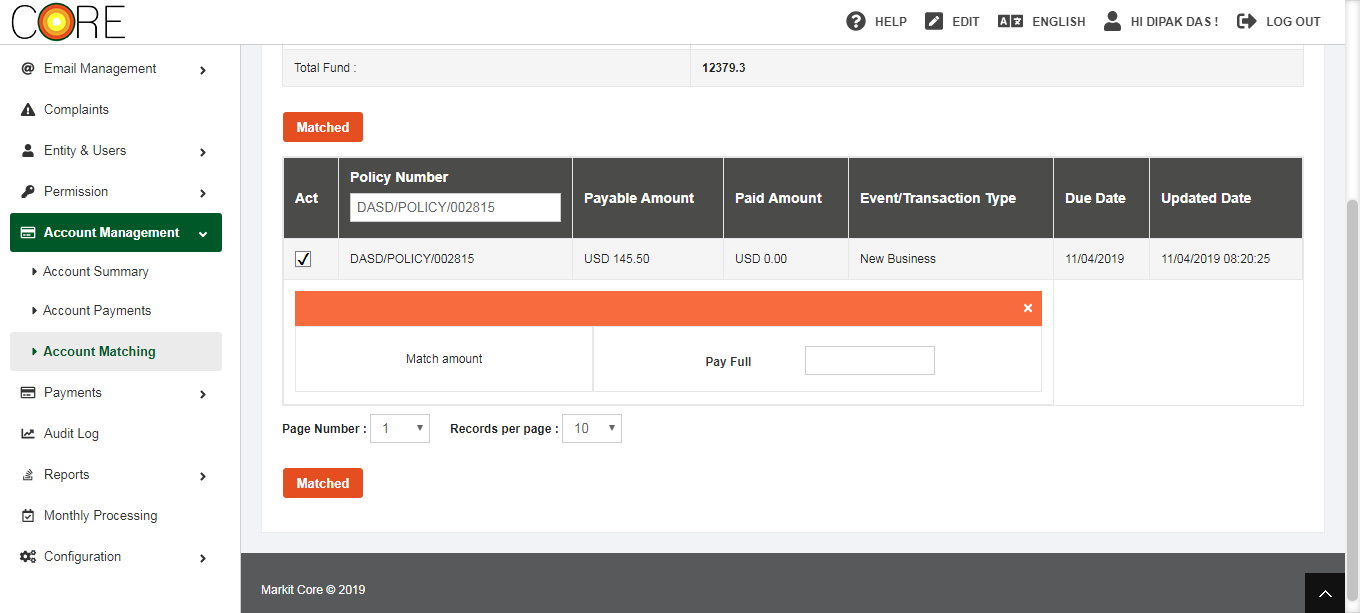 CORE
HELP EDIT ENGLISH HI DIPAK DAS ! LOG OUT
Email Management
Complaints
Entity & Users
Permission
Account Management
Account Summary
Account Payments
Account Matching
Payments
Audit Log
Reports
Monthly Processing
Configuration
Total Fund : 12379.3
Matched
Act Policy Number Payable Amount Paid Amount Event/Transaction Type Due Date Updated Date
DASD/POLICY/002815
DASD/POLICY/002815 USD 145.50 USD 0.00 New Business 11/04/2019 11/04/2019 08:20:25
×
Match amount Pay Full
Page Number : 1 Records per page : 10
Matched
Markit Core © 2019